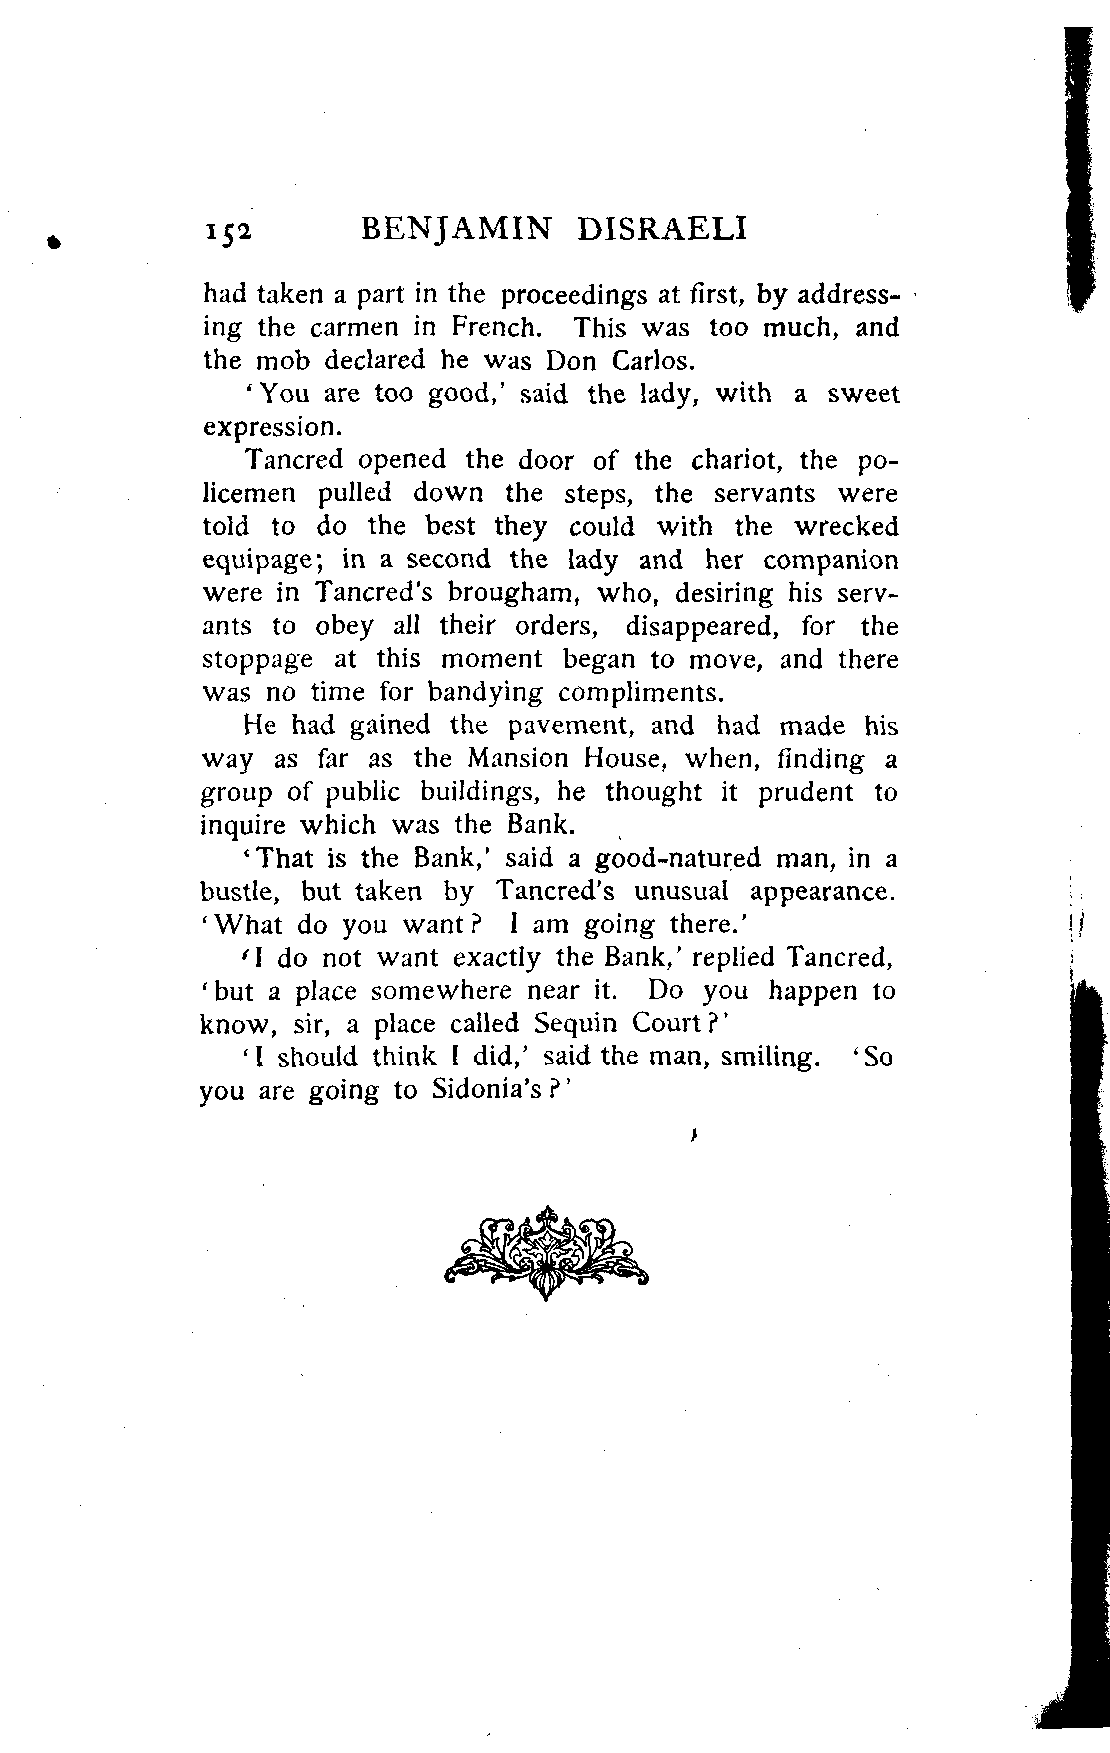 152 BENJAMIN DISRAELI
had taken a part in the proceedings at first, by address-
ing the carmen in French. This was too much, and
the mob declared he was Don Carlos.
‘You are too good,’ said the lady, with a sweet
expression.
Tancred opened the door of the chariot, the po-
licemen pulled down the steps, the servants were
told to do the best they could with the wrecked
equipage; in a second the lady and her companion
were in Tancred’s brougham, who, desiring his serv-
ants to obey all their orders, disappeared, for the
stoppage at this moment began to move, and there
was no time for bandying compliments.
He had gained the pavement, and had made his
way as far as the Mansion House, when, finding a
group of public buildings, he thought it prudent to
inquire which was the Bank.
‘That is the Bank,’ said a good-natured man, in a
bustle, but taken by Tancred’s unusual appearance.
‘What do you want? I am going there.’
‘I do not want exactly the Bank,’ replied Tancred,
‘but a place somewhere near it. Do you happen to
know, sir, a place called Sequin Court?’
‘I should think I did,’ said the man, smiling. ‘So
you are going to Sidonia’s?’